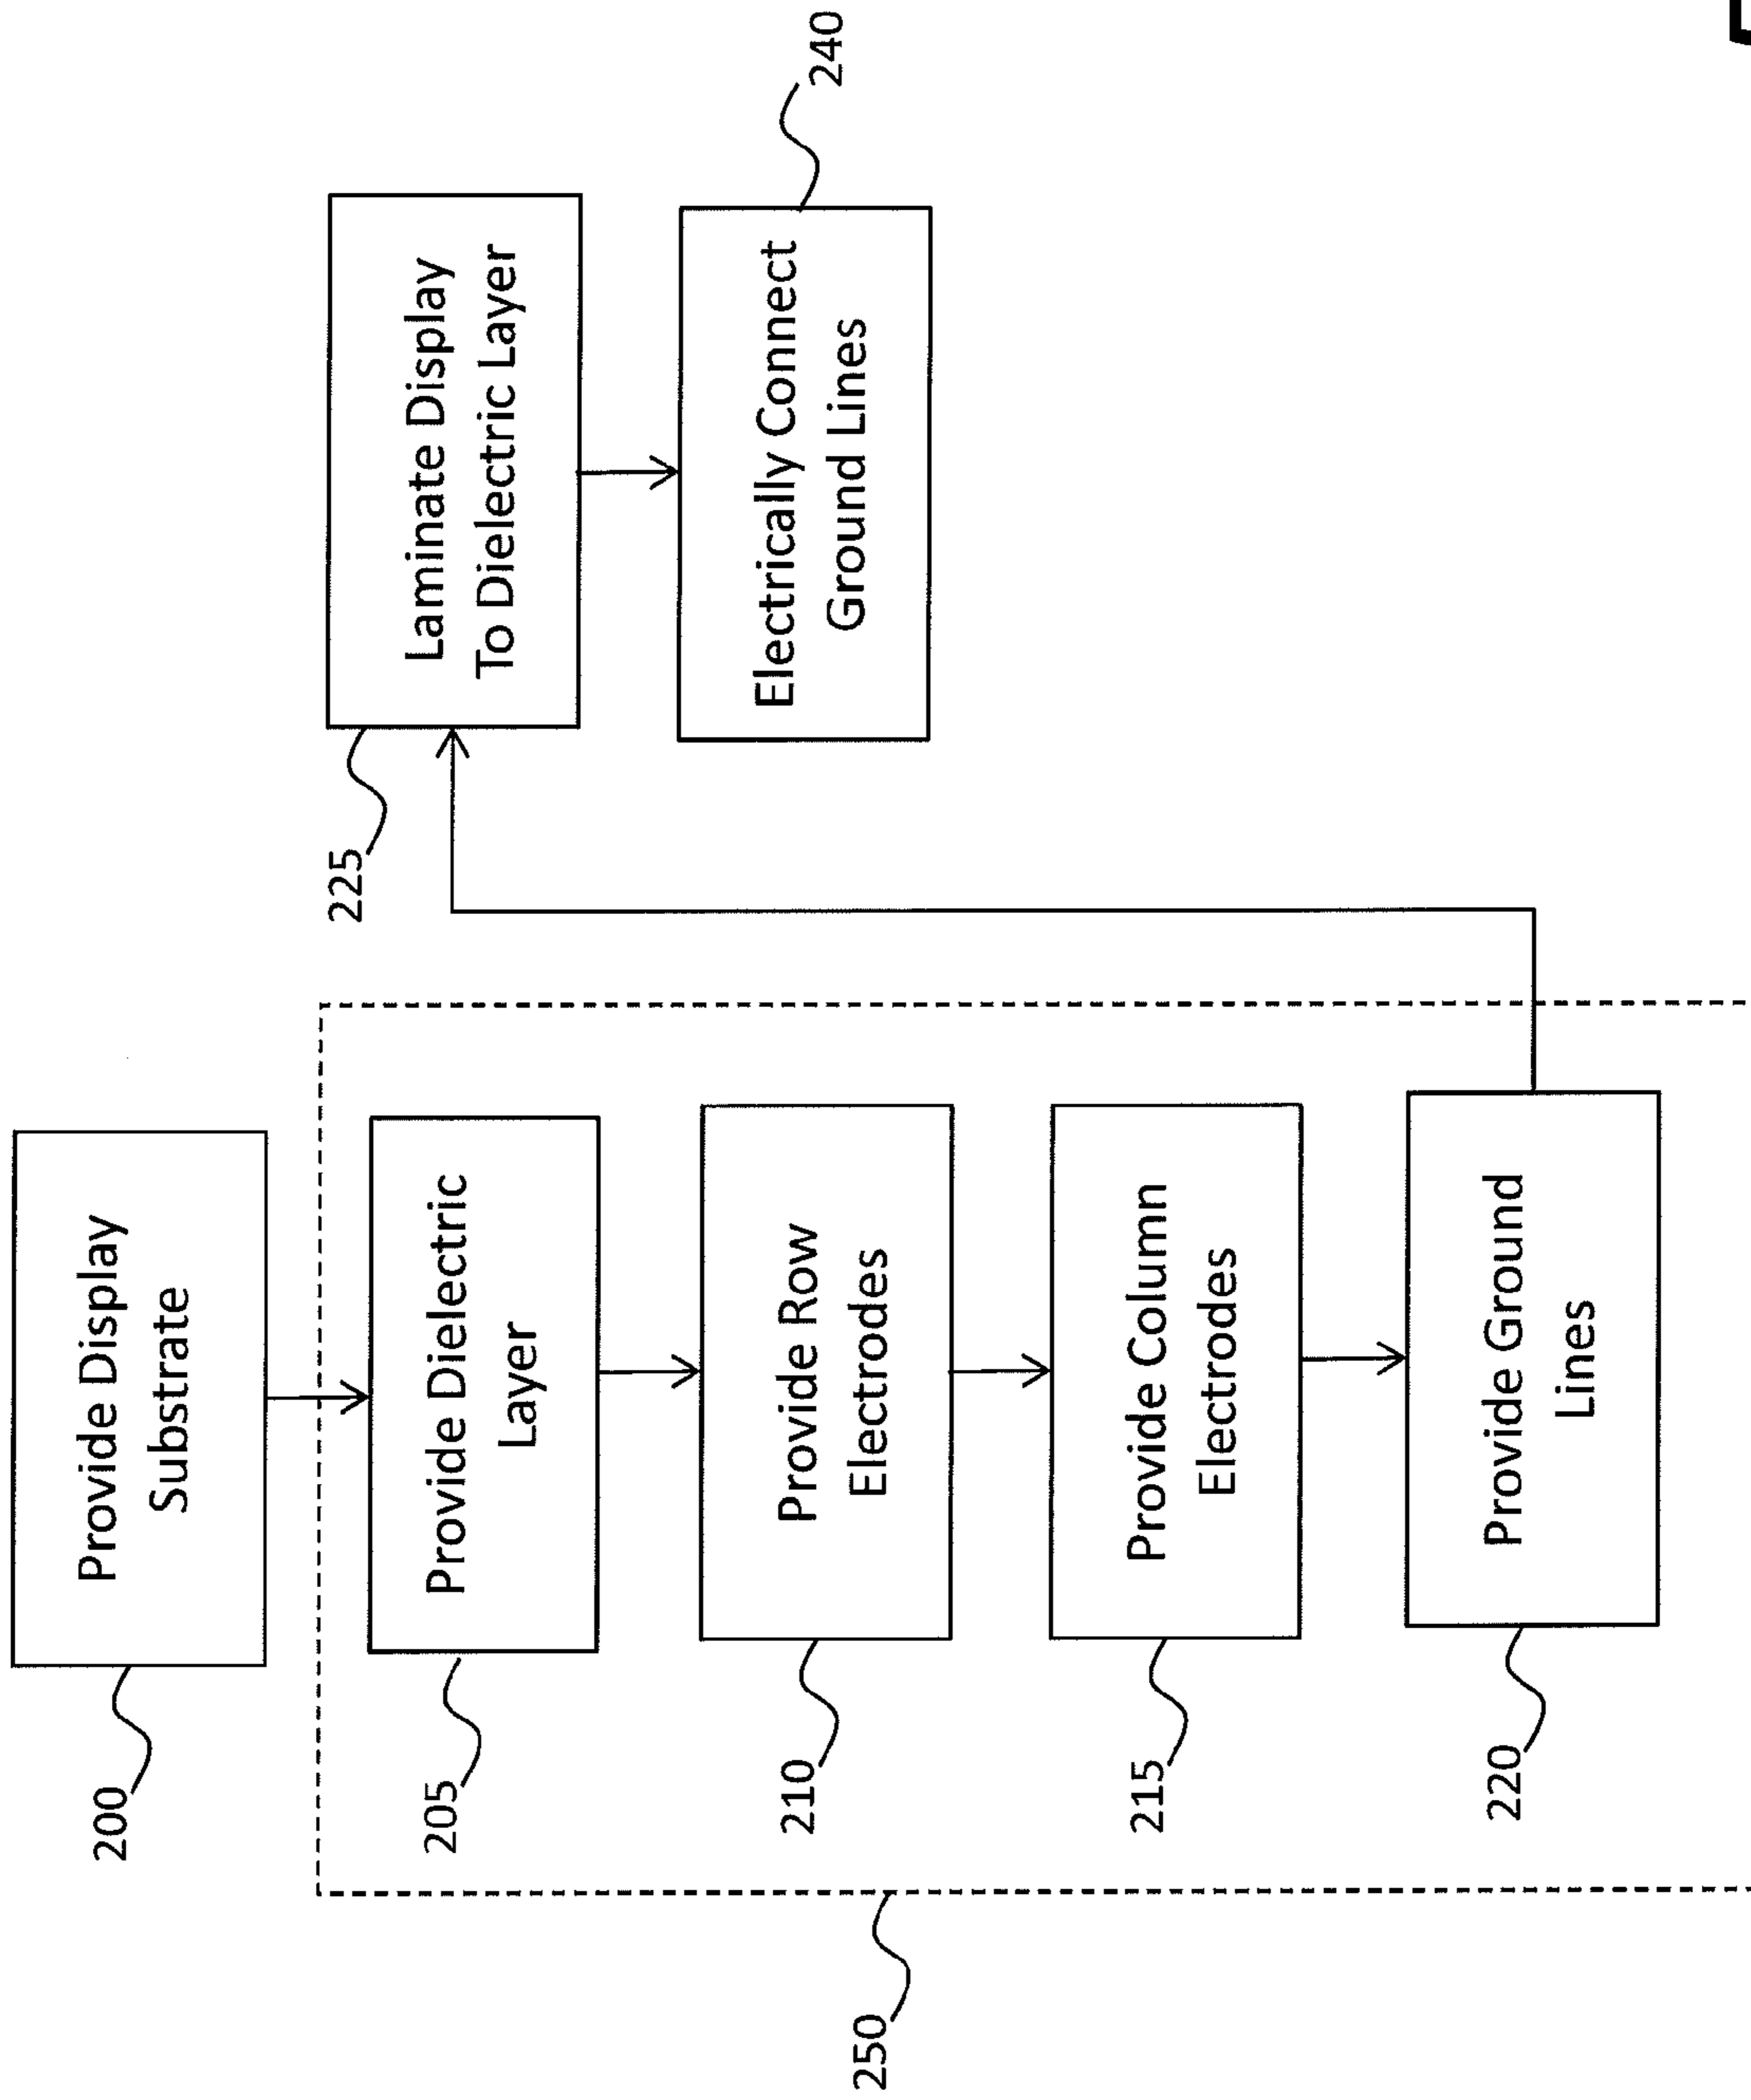 Provide Display
Substrate
200
Provide Dielectric
Layer
205
Provide Row
Electrodes
210
Provide Column
Electrodes
215
Provide Ground
Lines
220
250
Laminate Display
To Dielectric Layer
225
Electrically Connect
Ground Lines
240